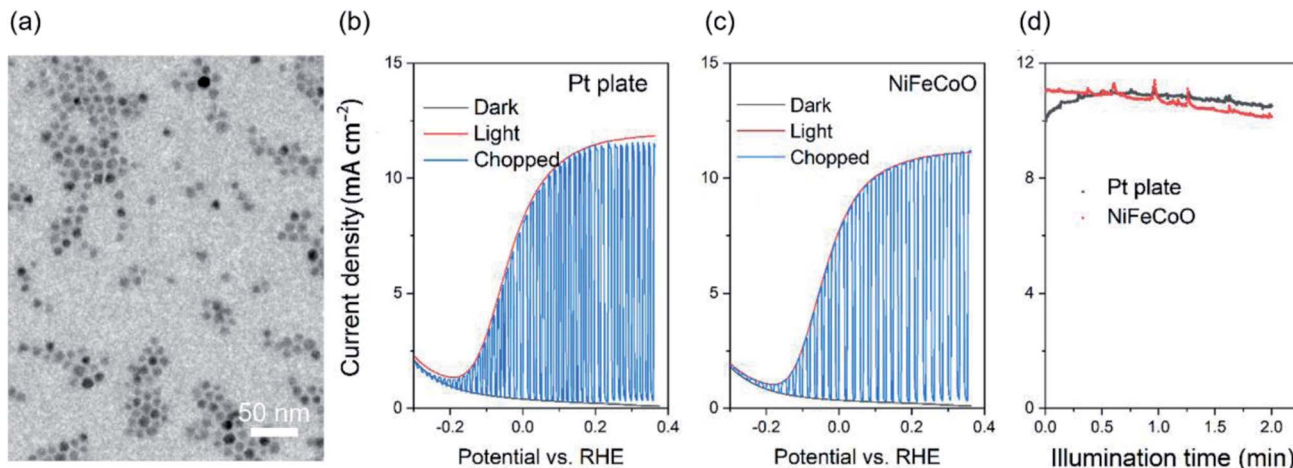 (a)
50 nm
(b)
Current density (mA cm⁻²)
15
10
5
0
Pt plate
Dark
Light
Chopped
-0.2 0.0 0.2 0.4
Potential vs. RHE
(c)
15
10
5
0
NiFeCoO
Dark
Light
Chopped
-0.2 0.0 0.2 0.4
Potential vs. RHE
(d)
12
8
4
0
Pt plate
NiFeCoO
0.0 0.5 1.0 1.5 2.0
Illumination time (min)